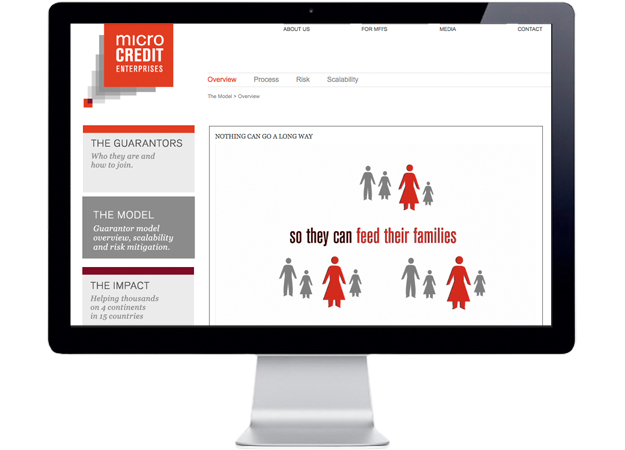 micro
CREDIT
ENTERPRISES
ABOUT US
FOR MFI'S
MEDIA
CONTACT
Overview
Process
Risk
Scalability
The Model > Overview
THE GUARANTORS
Who they are and
how to join.
THE MODEL
Guarantor model
overview, scalability
and risk mitigation.
THE IMPACT
Helping thousands
on 4 continents
in 15 countries
NOTHING CAN GO A LONG WAY
so they can feed their families